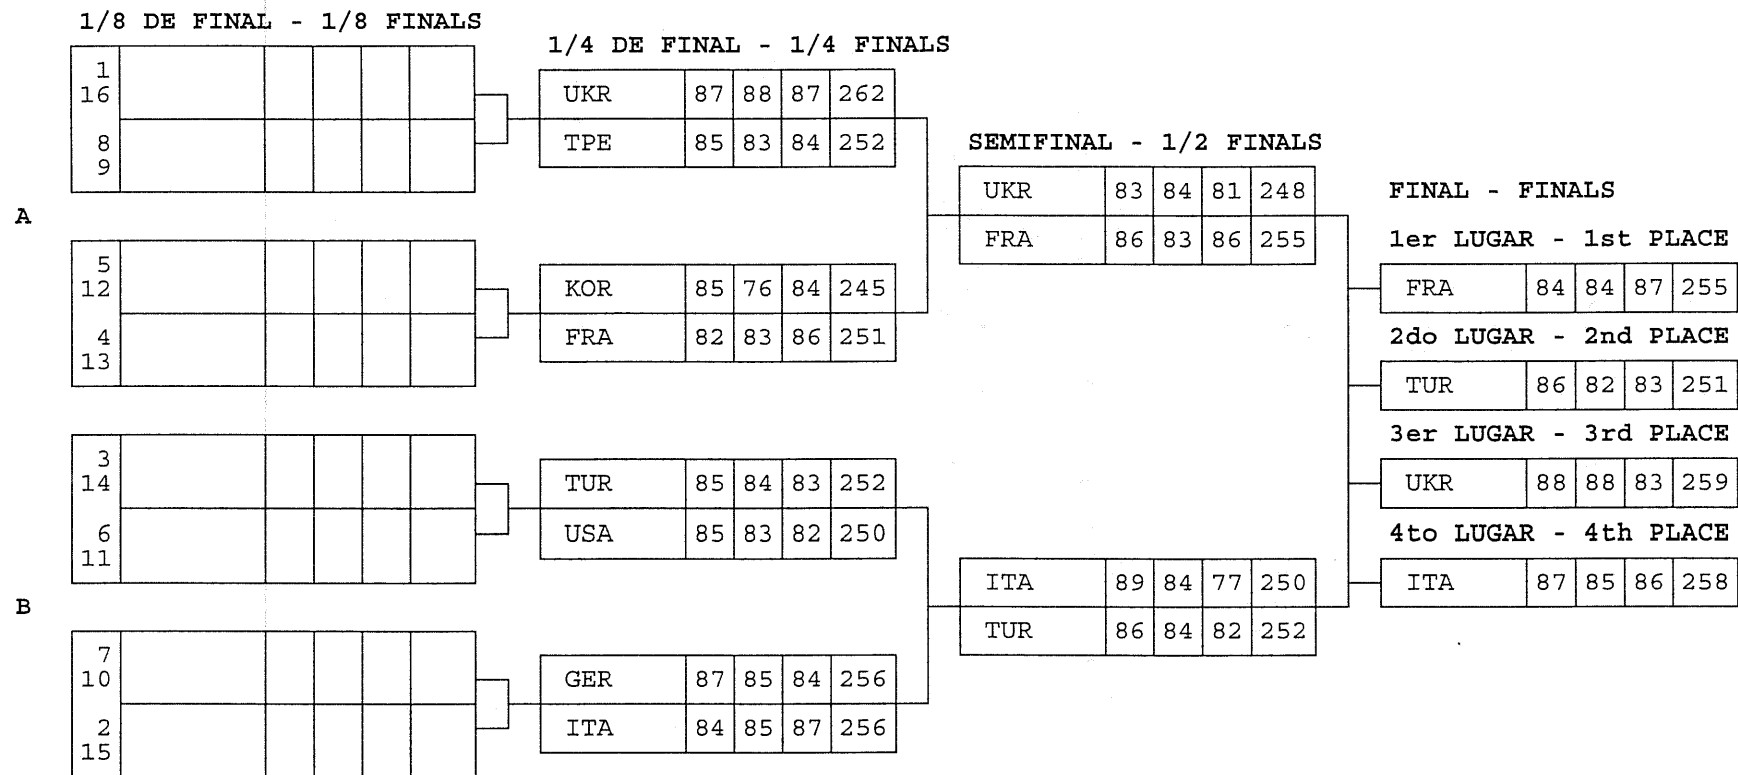 1/8 DE FINAL - 1/8 FINALS
1
16
8
9
A
5
12
4
13
3
14
6
11
B
7
10
2
15
1/4 DE FINAL - 1/4 FINALS
UKR 87 88 87 262
TPE 85 83 84 252
KOR 85 76 84 245
FRA 82 83 86 251
TUR 85 84 83 252
USA 85 83 82 250
GER 87 85 84 256
ITA 84 85 87 256
SEMIFINAL - 1/2 FINALS
UKR 83 84 81 248
FRA 86 83 86 255
ITA 89 84 77 250
TUR 86 84 82 252
FINAL - FINALS
1er LUGAR - 1st PLACE
FRA 84 84 87 255
2do LUGAR - 2nd PLACE
TUR 86 82 83 251
3er LUGAR - 3rd PLACE
UKR 88 88 83 259
4to LUGAR - 4th PLACE
ITA 87 85 86 258